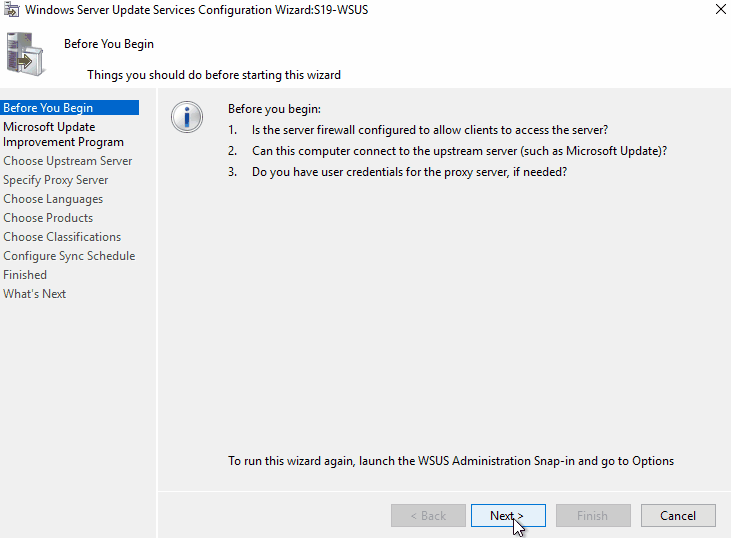 Windows Server Update Services Configuration Wizard:S19-WSUS
Before You Begin
Things you should do before starting this wizard
Before You Begin
Microsoft Update
Improvement Program
Choose Upstream Server
Specify Proxy Server
Choose Languages
Choose Products
Choose Classifications
Configure Sync Schedule
Finished
What's Next
Before you begin:
1. Is the server firewall configured to allow clients to access the server?
2. Can this computer connect to the upstream server (such as Microsoft Update)?
3. Do you have user credentials for the proxy server, if needed?
To run this wizard again, launch the WSUS Administration Snap-in and go to Options
< Back
Next >
Finish
Cancel